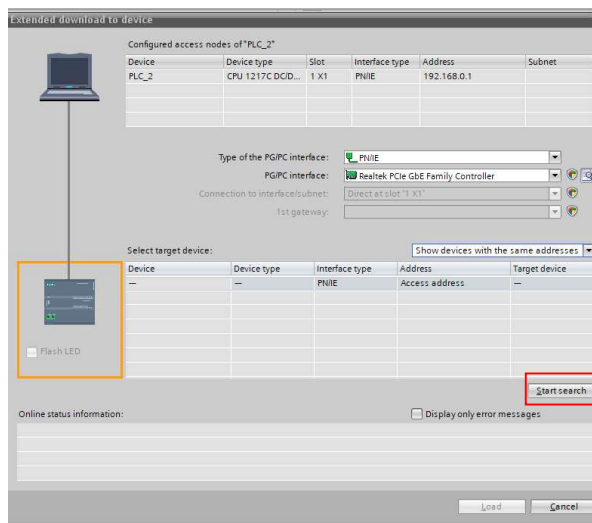 Extended download to device
Configured access nodes of "PLC_2"
Device Device type Slot Interface type Address Subnet
PLC_2 CPU 1217C DC/D... 1 X1 PN/IE 192.168.0.1
Type of the PG/PC interface: PN/IE
PG/PC interface: Realtek PCIe GbE Family Controller
Connection to interface/subnet: Direct at slot '1 X1'
1st gateway:
Select target device: Show devices with the same addresses
Device Device type Interface type Address Target device
— — PN/IE Access address —
Flash LED
Start search
Online status information: Display only error messages
Load Cancel